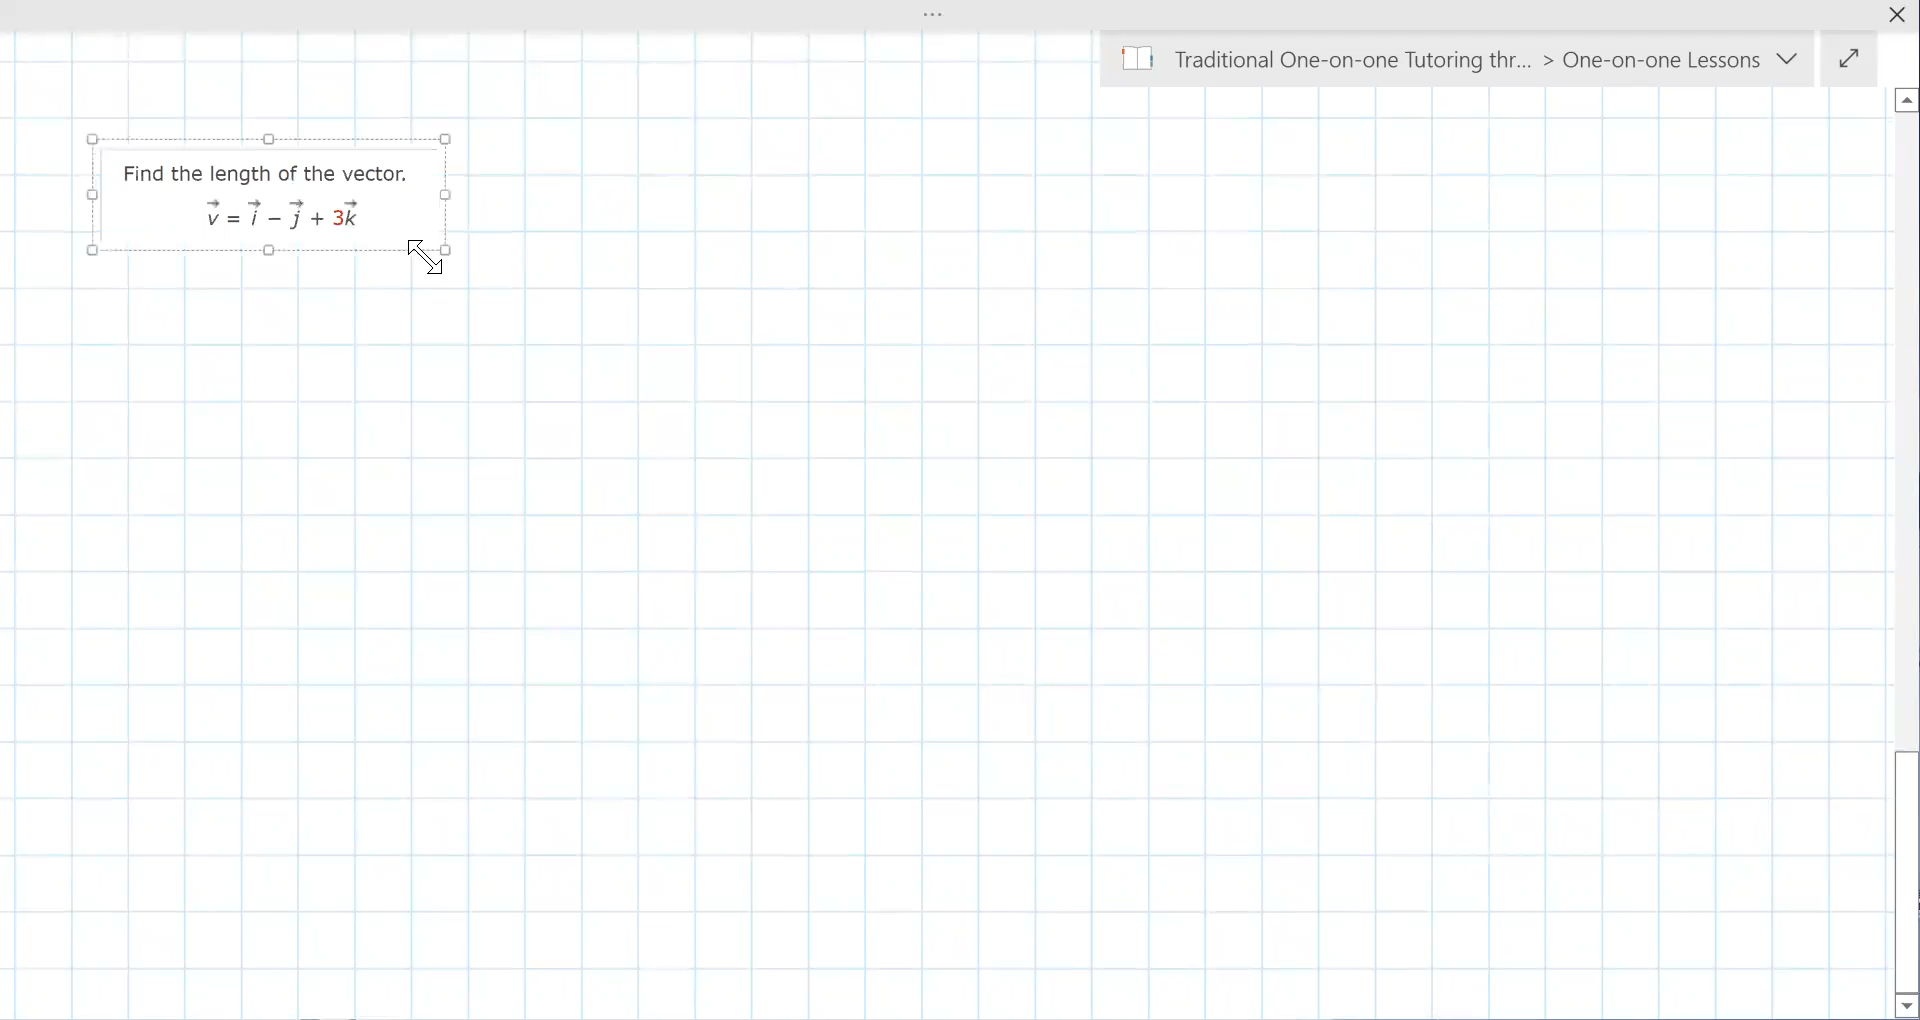 ...
Traditional One-on-one Tutoring thr... > One-on-one Lessons
Find the length of the vector.
v⃗ = i⃗ − j⃗ + 3k⃗